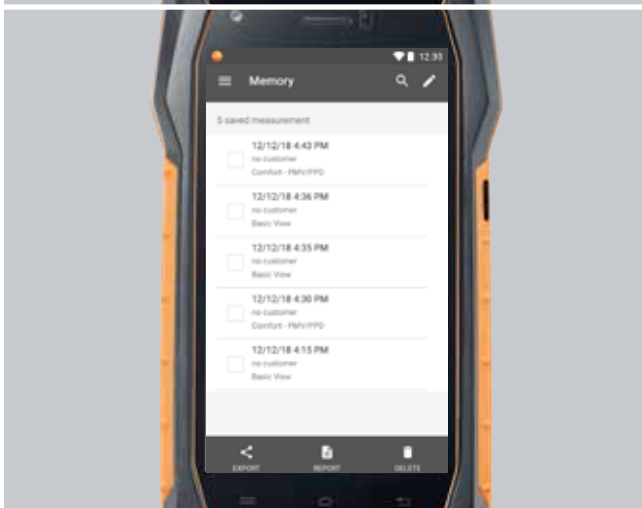 12:30
Memory
5 saved measurement
12/12/18 4:43 PM
no customer
Comfort - PMV/PPD
12/12/18 4:36 PM
no customer
Basic View
12/12/18 4:35 PM
no customer
Basic View
12/12/18 4:30 PM
no customer
Comfort - PMV/PPD
12/12/18 4:15 PM
no customer
Basic View
EXPORT REPORT DELETE